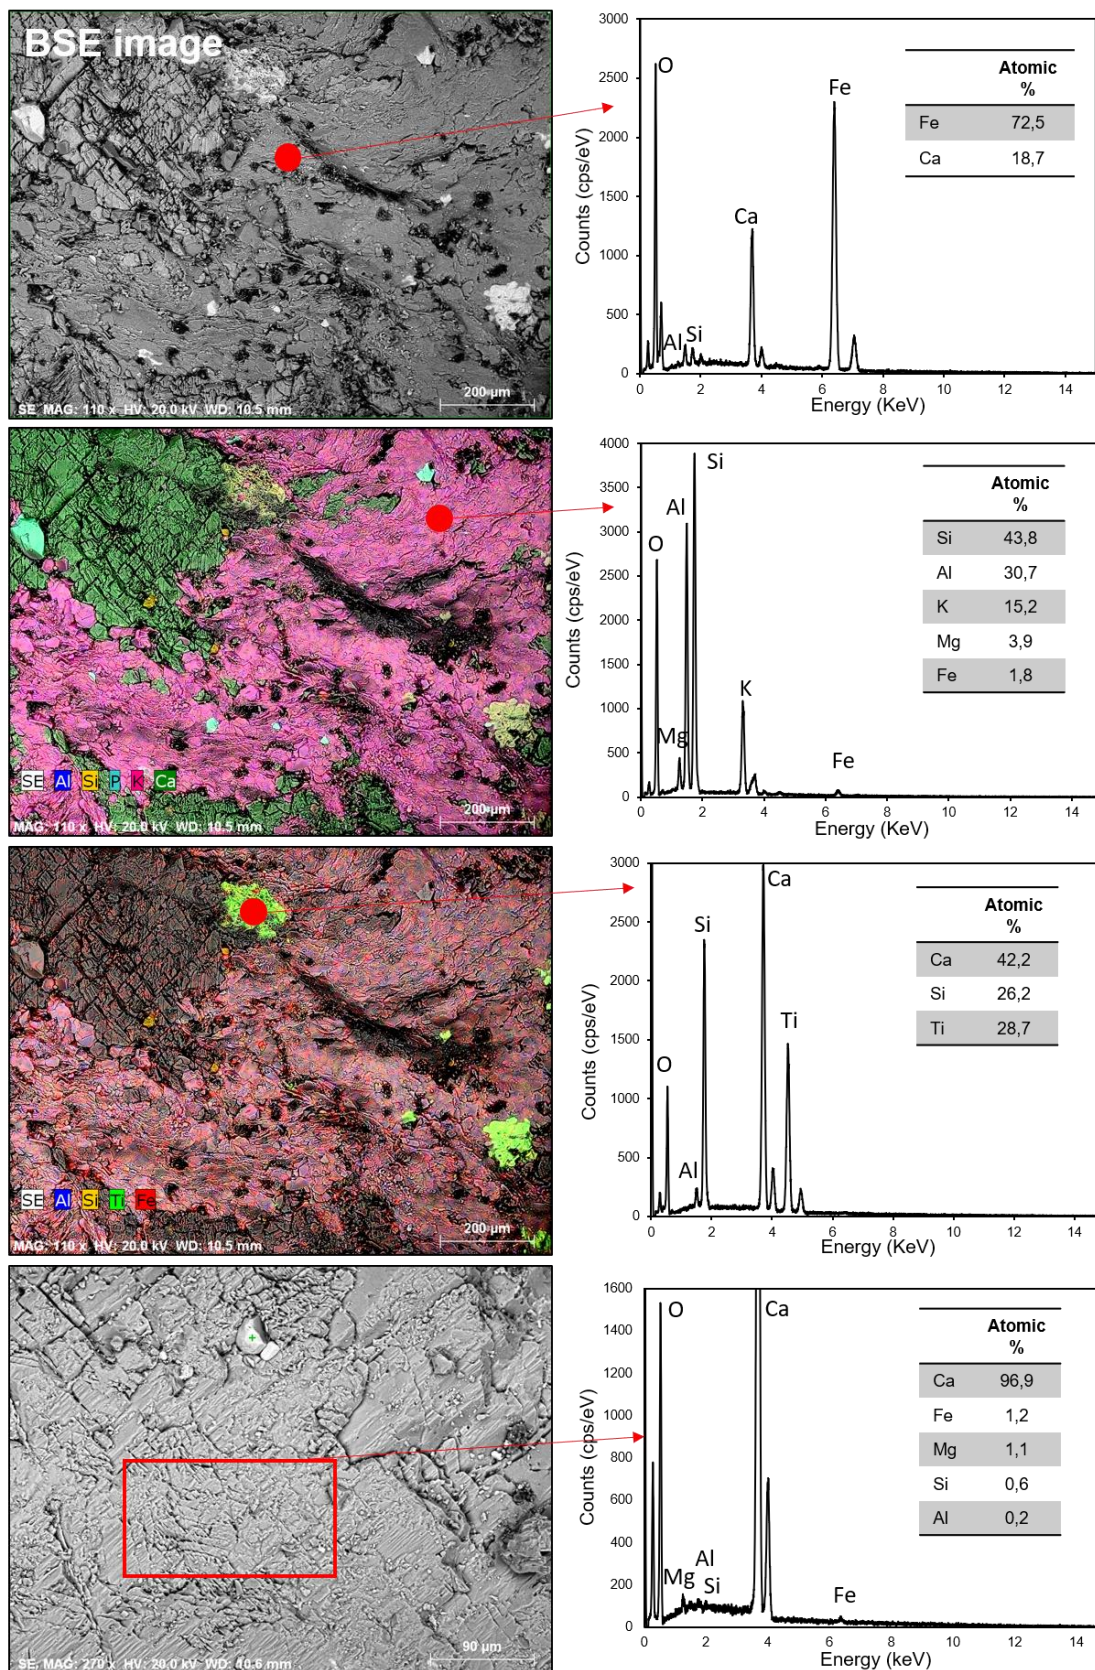 BSE image
200 µm
SE MAG: 110 x HV: 20.0 kV WD: 10.5 mm
3000
2500
2000
1500
1000
500
0
Counts (cps/eV)
O
Fe
Ca
Al
Si
0 2 4 6 8 10 12 14
Energy (KeV)
Atomic
%
Fe 72,5
Ca 18,7
SE Al Si P K Ca
200 µm
MAG: 110 x HV: 20.0 kV WD: 10.5 mm
4000
3500
3000
2500
2000
1500
1000
500
0
Counts (cps/eV)
Si
Al
O
K
Mg
Fe
0 2 4 6 8 10 12 14
Energy (KeV)
Atomic
%
Si 43,8
Al 30,7
K 15,2
Mg 3,9
Fe 1,8
SE Al Si Ti Fe
200 µm
MAG: 110 x HV: 20.0 kV WD: 10.5 mm
3000
2500
2000
1500
1000
500
0
Counts (cps/eV)
Ca
Si
Ti
O
Al
0 2 4 6 8 10 12 14
Energy (KeV)
Atomic
%
Ca 42,2
Si 26,2
Ti 28,7
90 µm
SE, MAG: 270 x HV: 20.0 kV WD: 10.6 mm
1600
1400
1200
1000
800
600
400
200
0
Counts (cps/eV)
O
Ca
Al
Mg
Si
Fe
0 2 4 6 8 10 12 14
Energy (keV)
Atomic
%
Ca 96,9
Fe 1,2
Mg 1,1
Si 0,6
Al 0,2